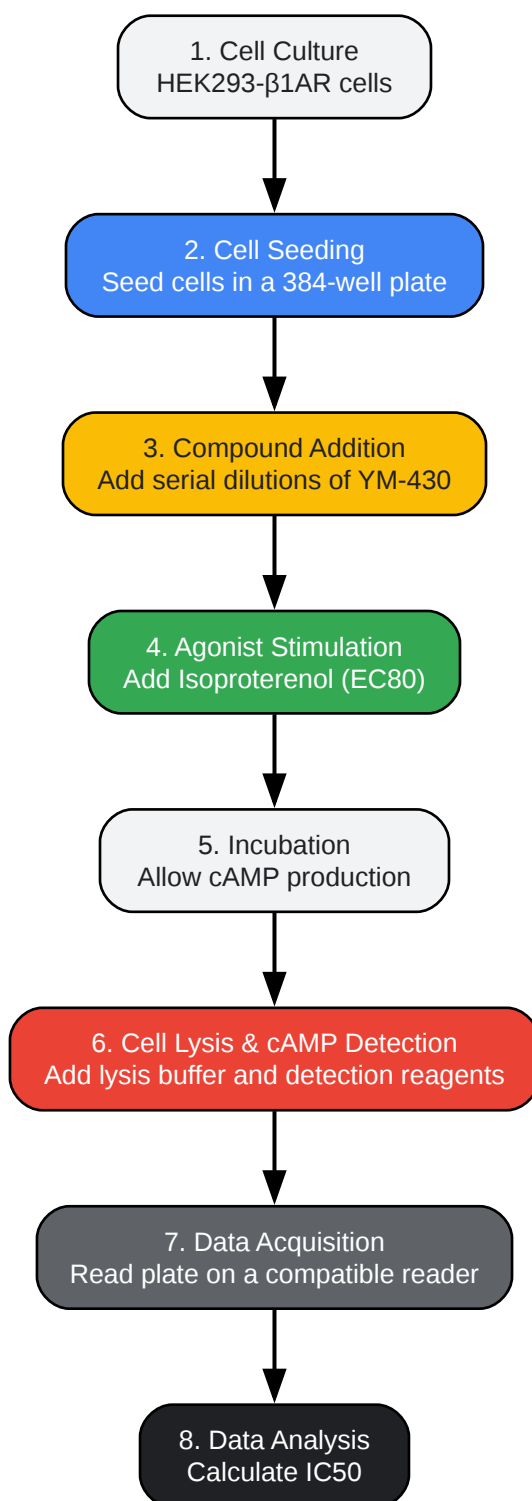 1. Cell Culture
HEK293-β1AR cells
2. Cell Seeding
Seed cells in a 384-well plate
3. Compound Addition
Add serial dilutions of YM-430
4. Agonist Stimulation
Add Isoproterenol (EC80)
5. Incubation
Allow cAMP production
6. Cell Lysis & cAMP Detection
Add lysis buffer and detection reagents
7. Data Acquisition
Read plate on a compatible reader
8. Data Analysis
Calculate IC50